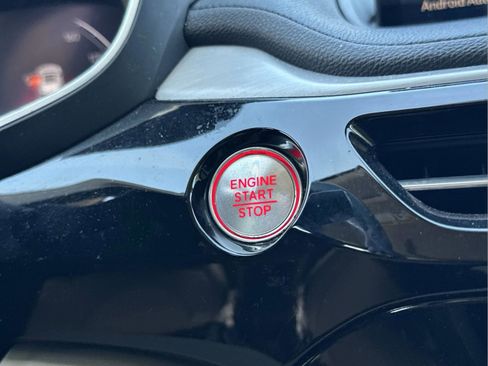 Android Auto
ENGINE
START
STOP